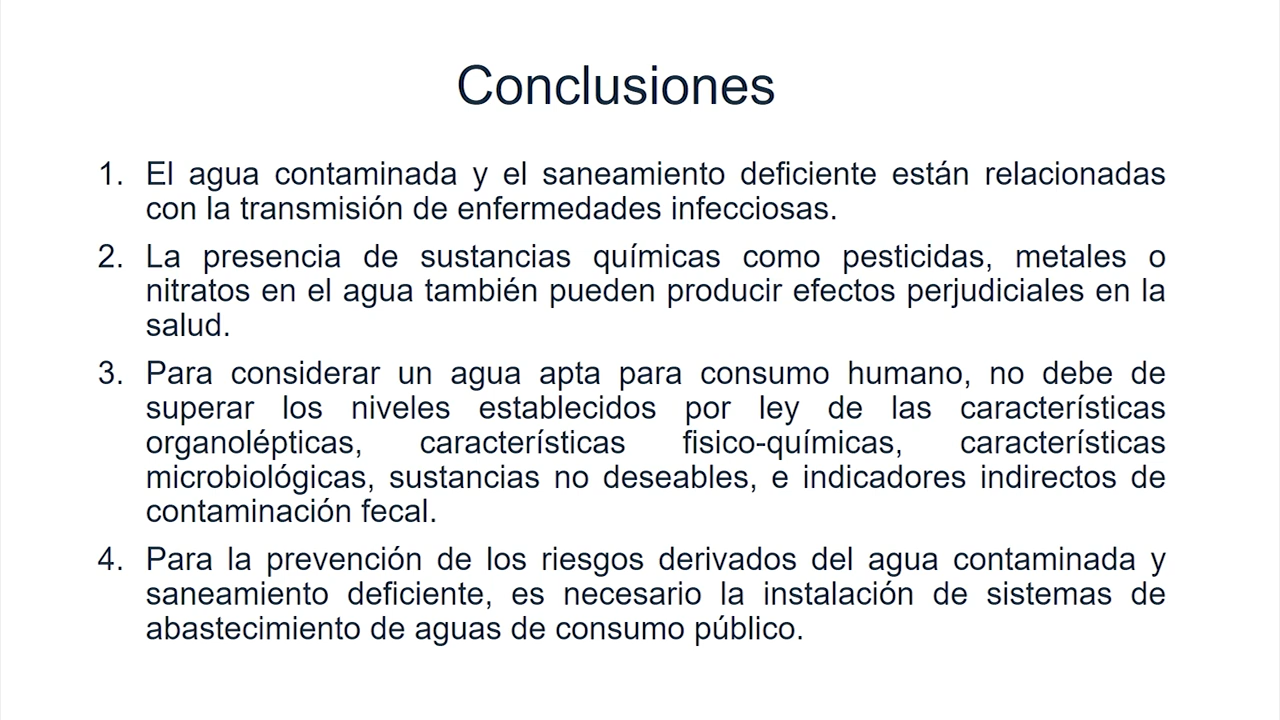 Conclusiones
1. El agua contaminada y el saneamiento deficiente están relacionadas
con la transmisión de enfermedades infecciosas.
2. La presencia de sustancias químicas como pesticidas, metales o
nitratos en el agua también pueden producir efectos perjudiciales en la
salud.
3. Para considerar un agua apta para consumo humano, no debe de
superar los niveles establecidos por ley de las características
organolépticas, características fisico-químicas, características
microbiológicas, sustancias no deseables, e indicadores indirectos de
contaminación fecal.
4. Para la prevención de los riesgos derivados del agua contaminada y
saneamiento deficiente, es necesario la instalación de sistemas de
abastecimiento de aguas de consumo público.